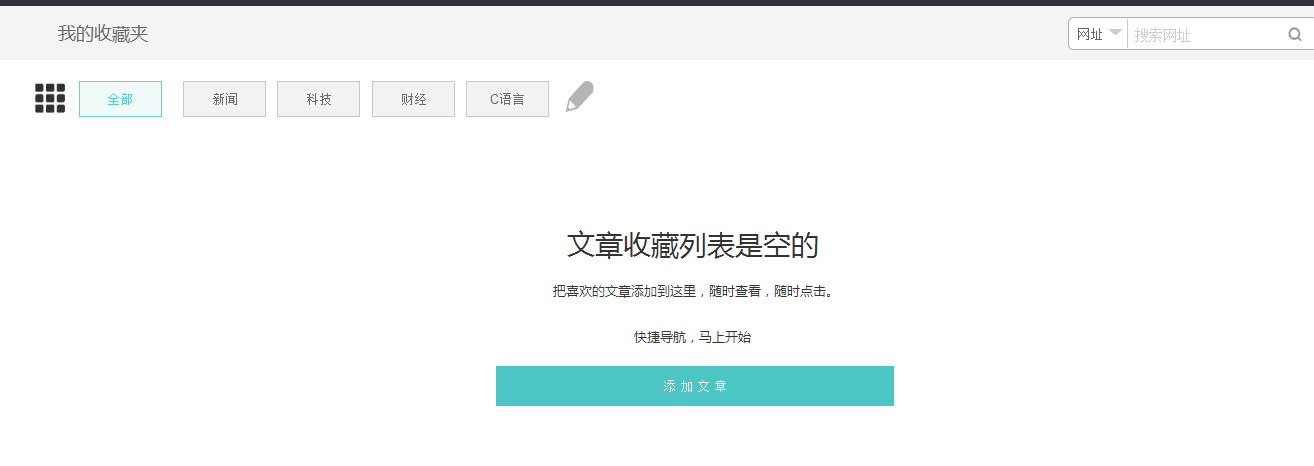 我的收藏夹
网址 搜索网址
全部 新闻 科技 财经 C语言
文章收藏列表是空的
把喜欢的文章添加到这里，随时查看，随时点击。
快捷导航，马上开始
添加文章